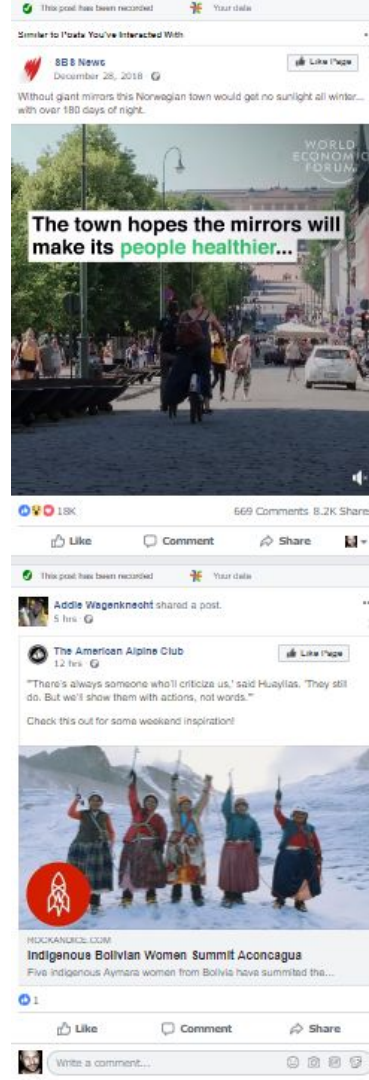 This post has been recorded
Your data
Similar to Posts You've Interacted With
SBS News
December 28, 2018
Like Page
Without giant mirrors this Norwegian town would get no sunlight all winter...
with over 180 days of night.
WORLD
ECONOMIC
FORUM
The town hopes the mirrors will
make its people healthier...
18K
669 Comments 8.2K Share
Like Comment Share
This post has been recorded
Your data
Addie Wagenknecht shared a post.
5 hrs
The American Alpine Club
12 hrs
Like Page
"'There's always someone who'll criticize us,' said Huayllas. 'They still
do. But we'll show them with actions, not words.'"
Check this out for some weekend inspiration!
ROCKANDICE.COM
Indigenous Bolivian Women Summit Aconcagua
Five indigenous Aymara women from Bolivia have summited the...
1
Like Comment Share
Write a comment...